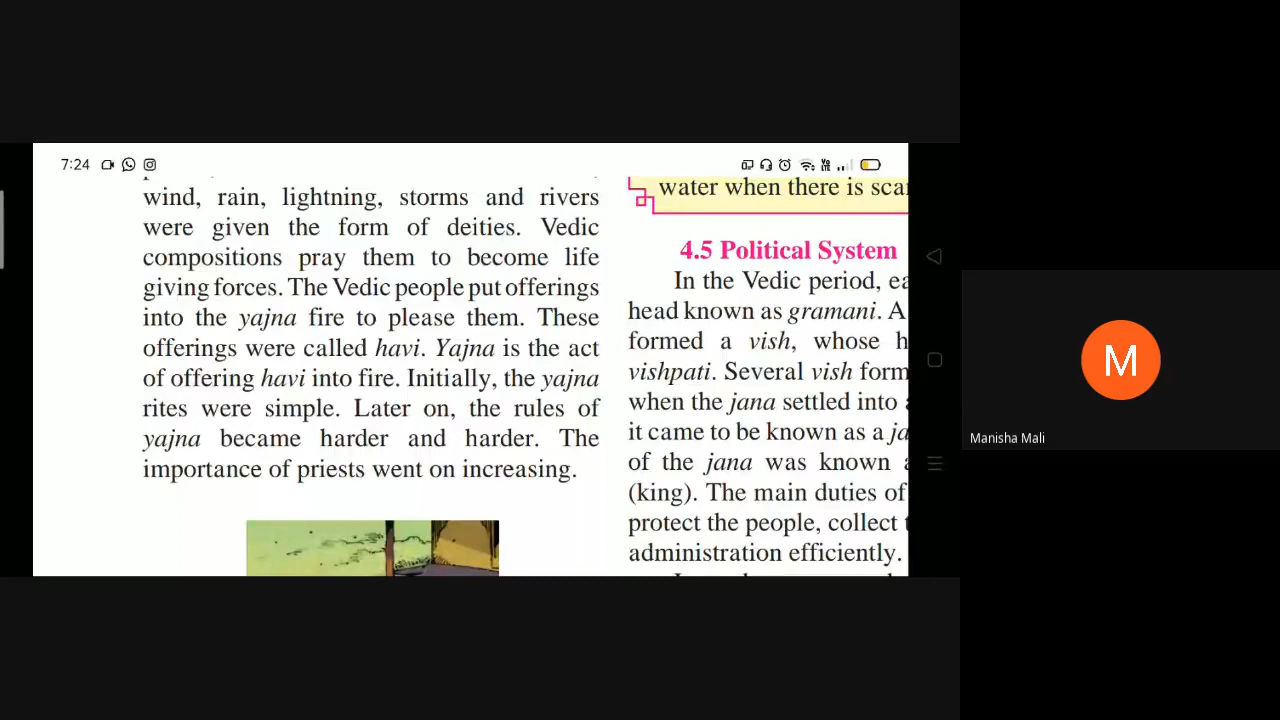 7:24
wind, rain, lightning, storms and rivers
were given the form of deities. Vedic
compositions pray them to become life
giving forces. The Vedic people put offerings
into the yajna fire to please them. These
offerings were called havi. Yajna is the act
of offering havi into fire. Initially, the yajna
rites were simple. Later on, the rules of
yajna became harder and harder. The
importance of priests went on increasing.
water when there is
4.5 Political System
In the Vedic period,
head known as gramani. A
formed a vish, whose
vishpati. Several vish form
when the jana settled into
it came to be known as a
of the jana was known
(king). The main duties of
protect the people, collect
administration efficiently.
M
Manisha Mali